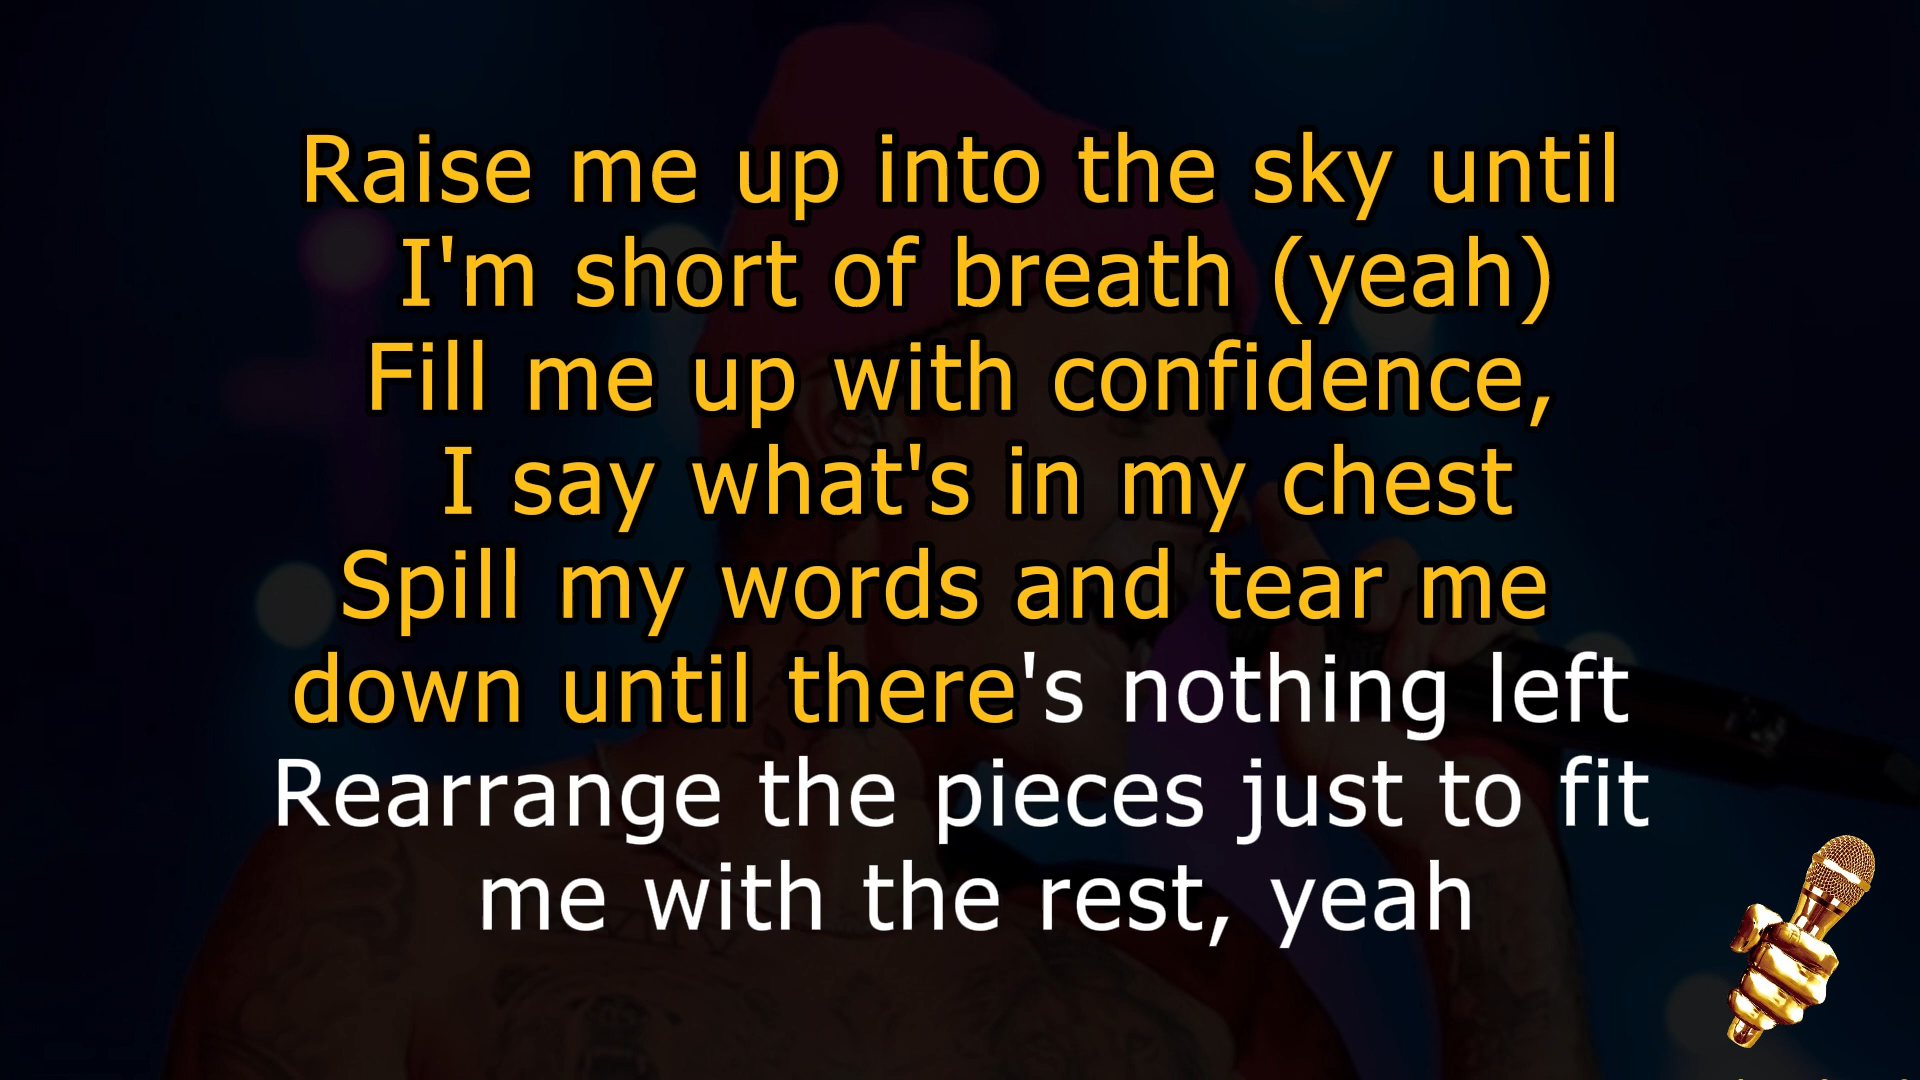 Raise me up into the sky until
I'm short of breath (yeah)
Fill me up with confidence,
I say what's in my chest
Spill my words and tear me
down until there's nothing left
Rearrange the pieces just to fit
me with the rest, yeah